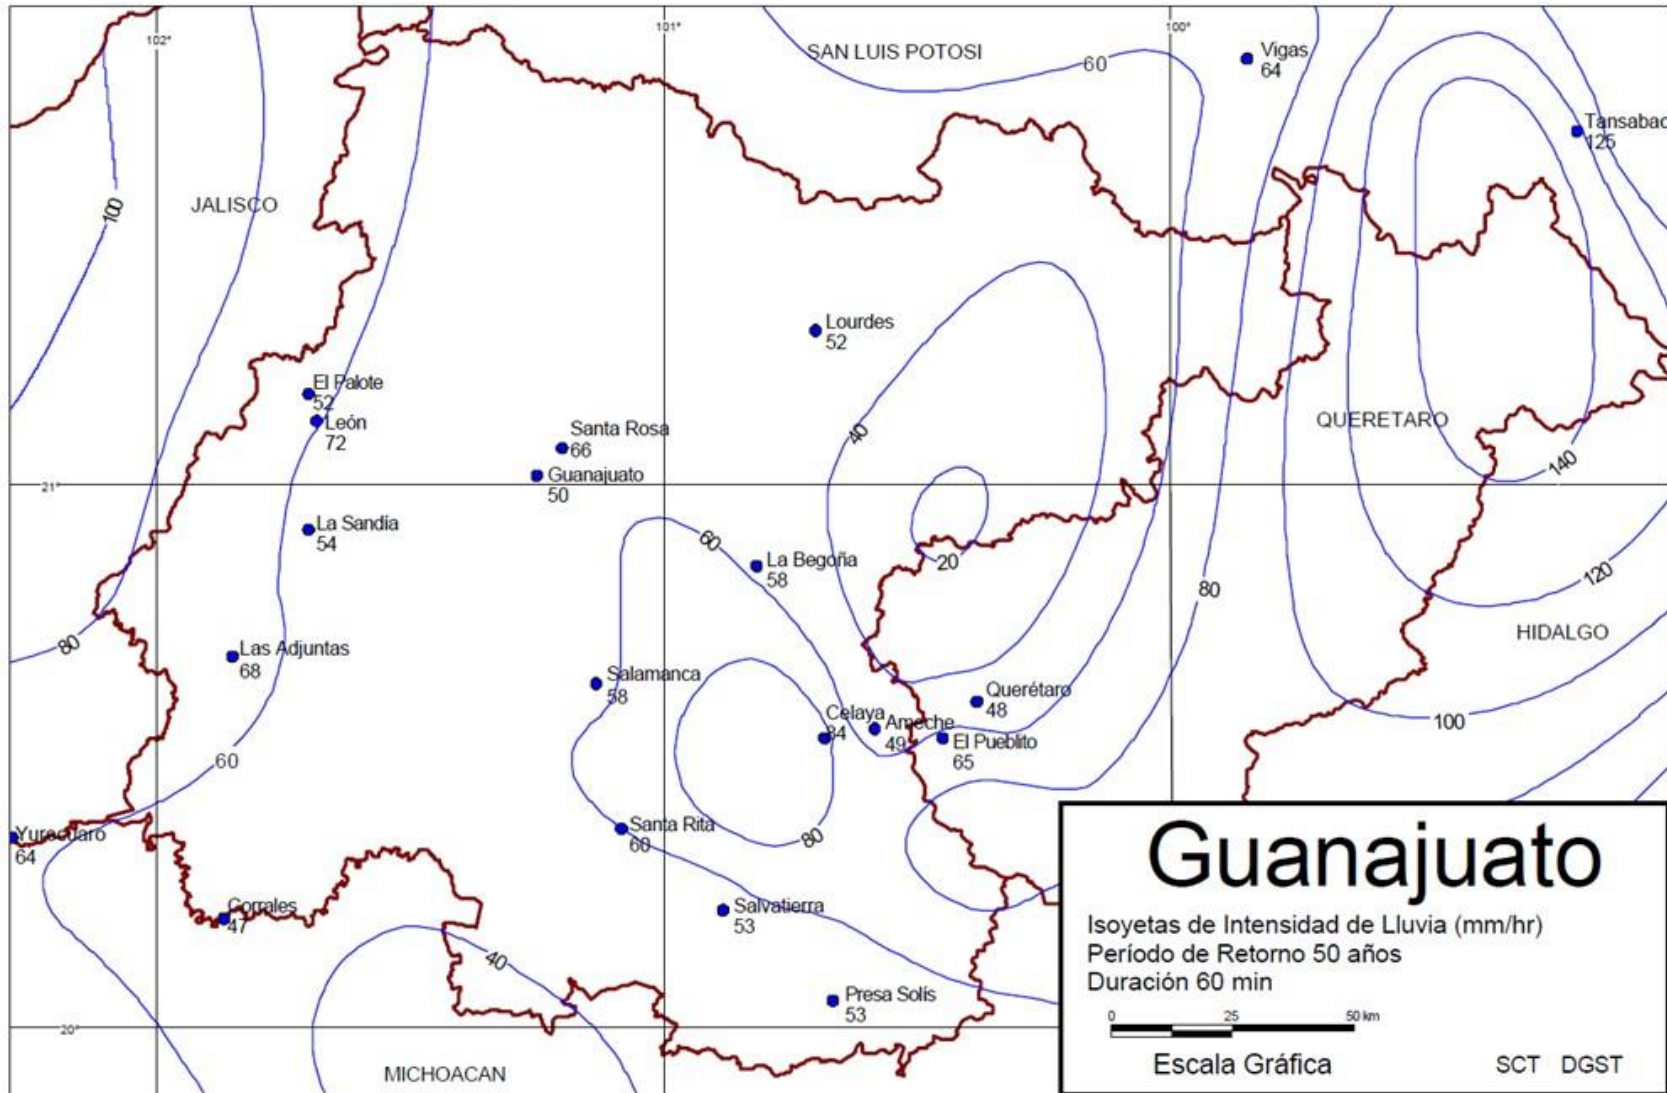 102°
101°
100°
SAN LUIS POTOSI
60
Vigas
64
Tansabac
125
100
JALISCO
Lourdes
52
El Palote
52
León
72
QUERETARO
Santa Rosa
66
40
140
Guanajuato
50
21°
La Sandía
54
60
La Begoña
58
20
120
80
HIDALGO
80
Las Adjuntas
68
Salamanca
58
Querétaro
48
Celaya
84
Ameche
49
100
El Pueblito
65
60
Yurecuaro
64
Santa Rita
60
80
Corrales
47
Salvatierra
53
40
Presa Solís
53
20°
MICHOACAN
Guanajuato
Isoyetas de Intensidad de Lluvia (mm/hr)
Período de Retorno 50 años
Duración 60 min
0 25 50 km
Escala Gráfica
SCT DGST